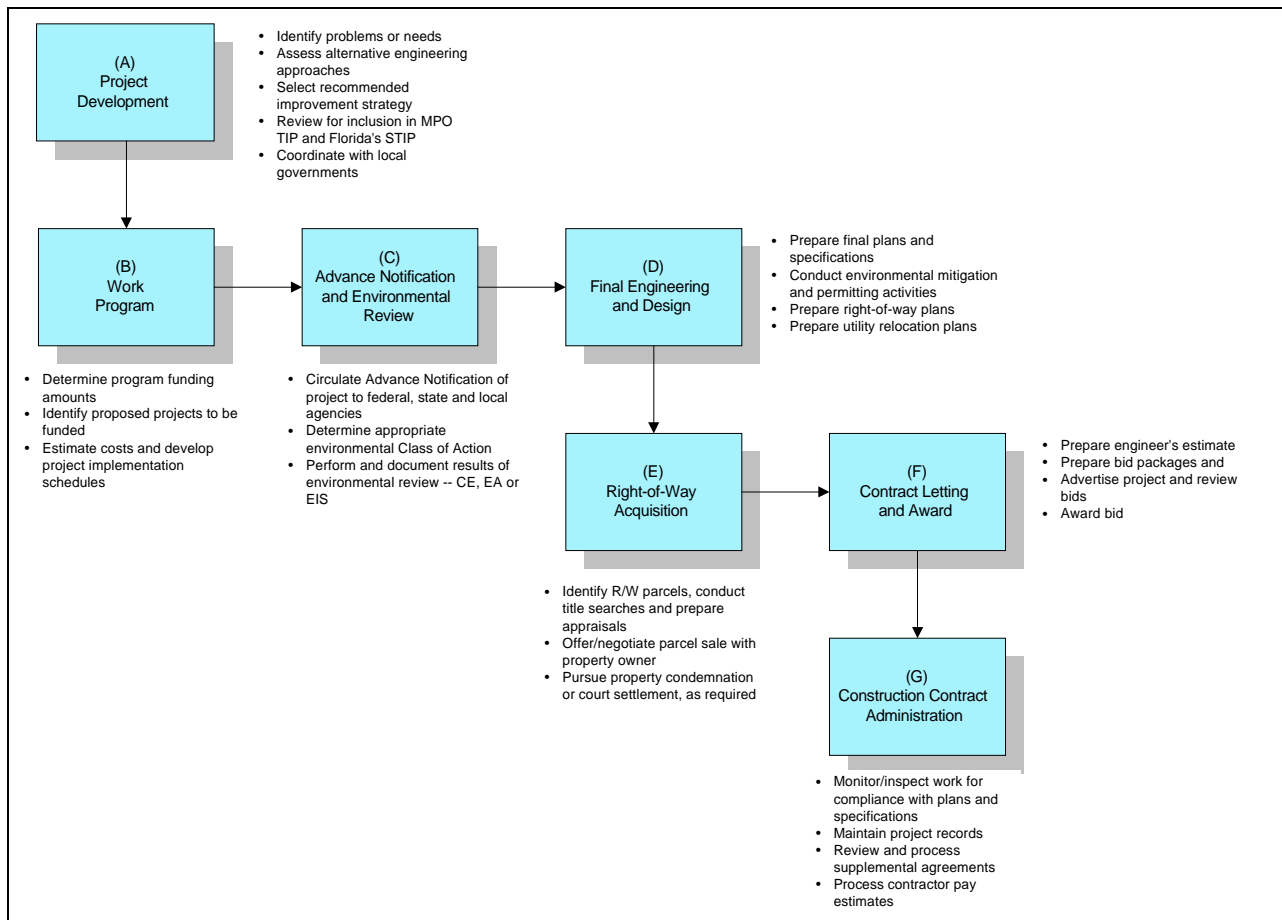 (A)
Project
Development
• Identify problems or needs
• Assess alternative engineering
approaches
• Select recommended
improvement strategy
• Review for inclusion in MPO
TIP and Florida's STIP
• Coordinate with local
governments
(B)
Work
Program
• Determine program funding
amounts
• Identify proposed projects to be
funded
• Estimate costs and develop
project implementation
schedules
(C)
Advance Notification
and Environmental
Review
• Circulate Advance Notification of
project to federal, state and local
agencies
• Determine appropriate
environmental Class of Action
• Perform and document results of
environmental review -- CE, EA or
EIS
(D)
Final Engineering
and Design
• Prepare final plans and
specifications
• Conduct environmental mitigation
and permitting activities
• Prepare right-of-way plans
• Prepare utility relocation plans
(E)
Right-of-Way
Acquisition
• Identify R/W parcels, conduct
title searches and prepare
appraisals
• Offer/negotiate parcel sale with
property owner
• Pursue property condemnation
or court settlement, as required
(F)
Contract Letting
and Award
• Prepare engineer's estimate
• Prepare bid packages and
• Advertise project and review
bids
• Award bid
(G)
Construction Contract
Administration
• Monitor/inspect work for
compliance with plans and
specifications
• Maintain project records
• Review and process
supplemental agreements
• Process contractor pay
estimates